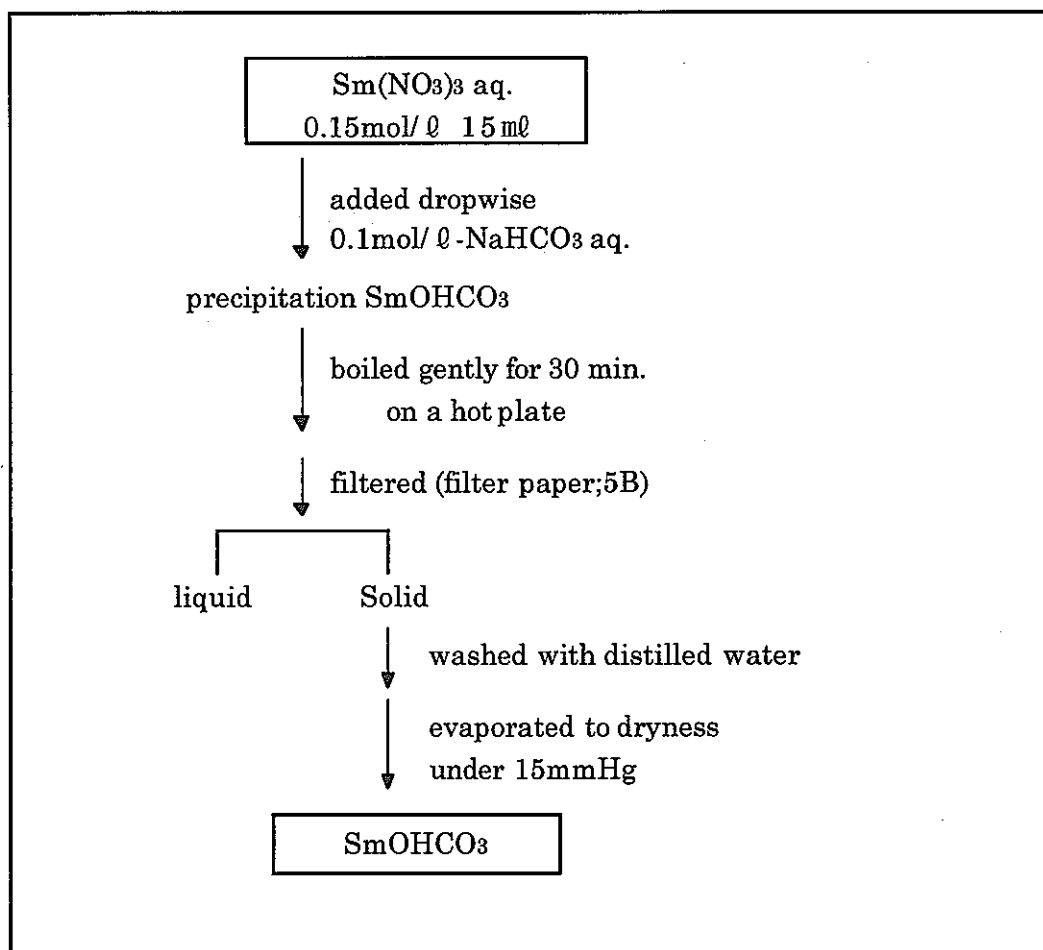 Sm(NO3)3 aq.
0.15mol/ℓ 15mℓ
added dropwise
0.1mol/ℓ-NaHCO3 aq.
precipitation SmOHCO3
boiled gently for 30 min.
on a hot plate
filtered (filter paper;5B)
liquid Solid
washed with distilled water
evaporated to dryness
under 15mmHg
SmOHCO3